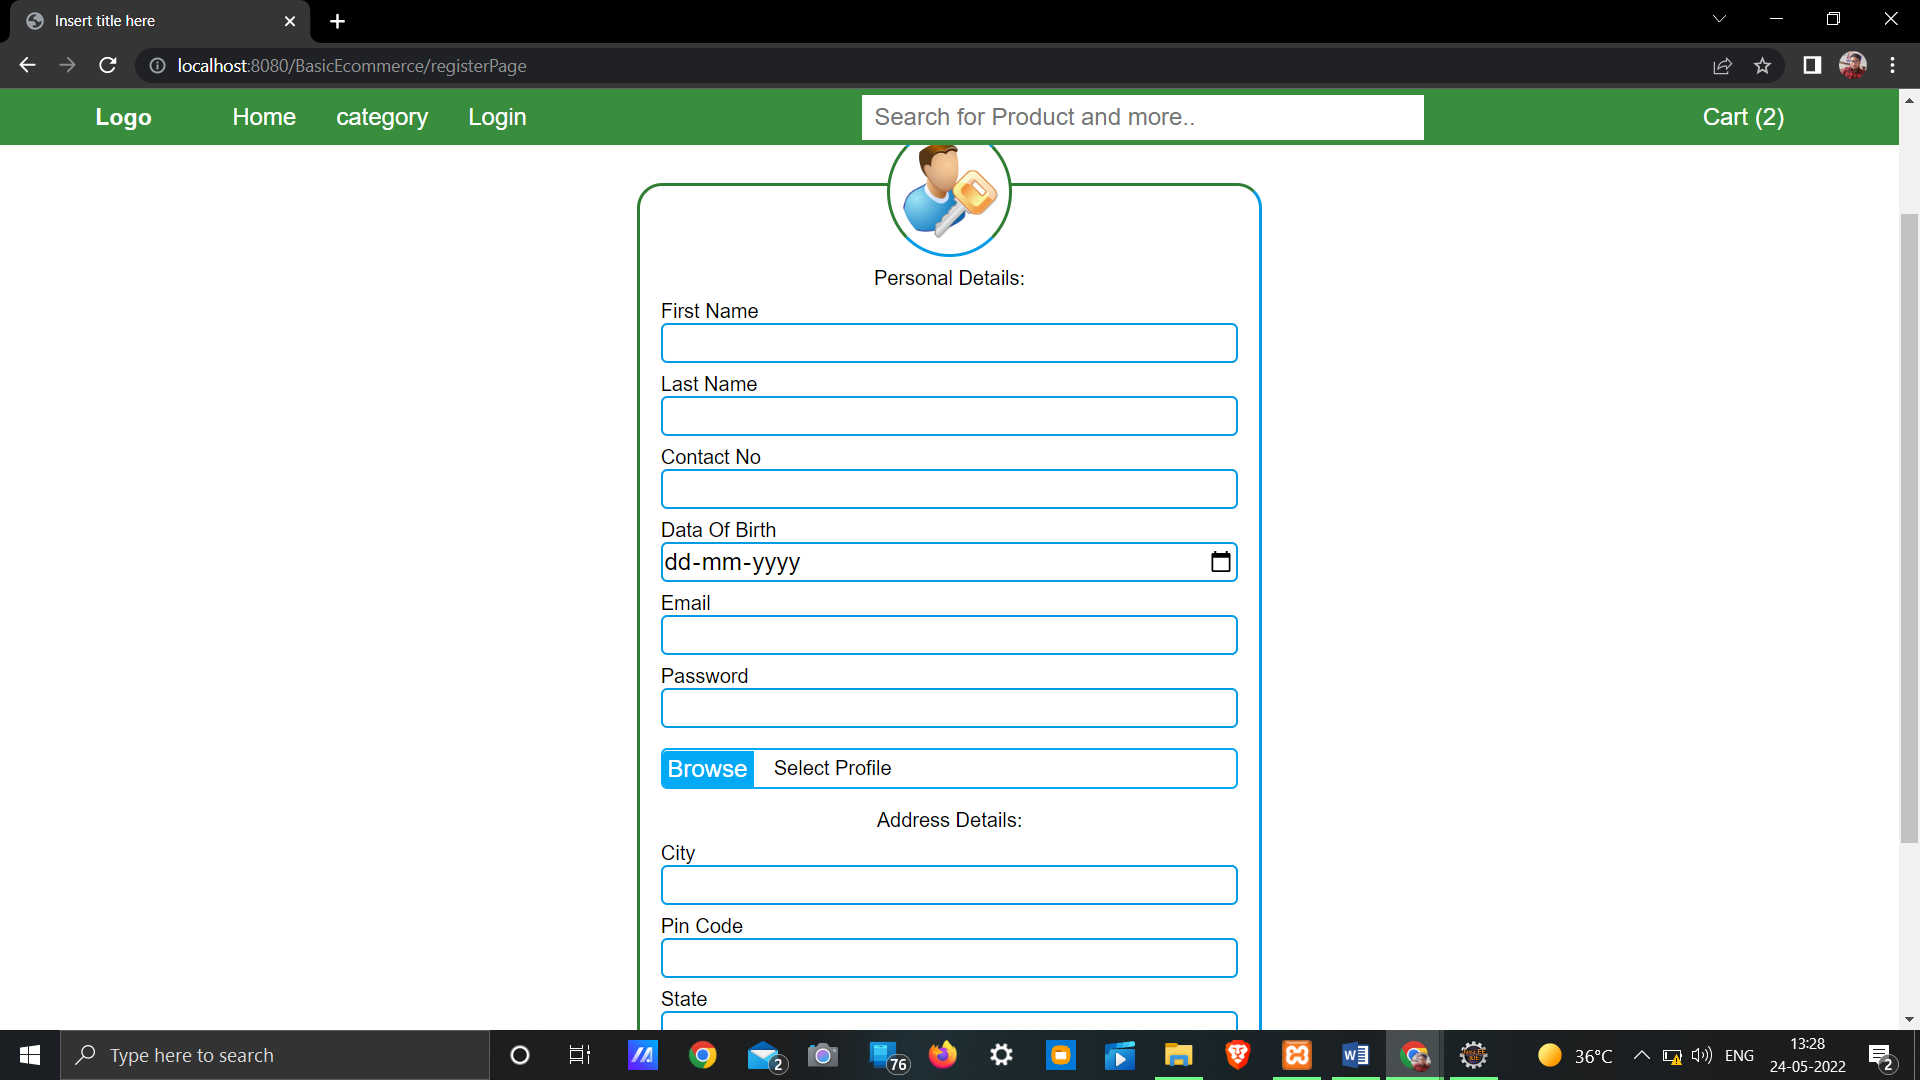 Insert title here
localhost:8080/BasicEcommerce/registerPage
Logo Home category Login Search for Product and more.. Cart (2)
Personal Details:
First Name
Last Name
Contact No
Data Of Birth
dd-mm-yyyy
Email
Password
Browse Select Profile
Address Details:
City
Pin Code
State
Type here to search
2
76
36°C
ENG
13:28
24-05-2022
2